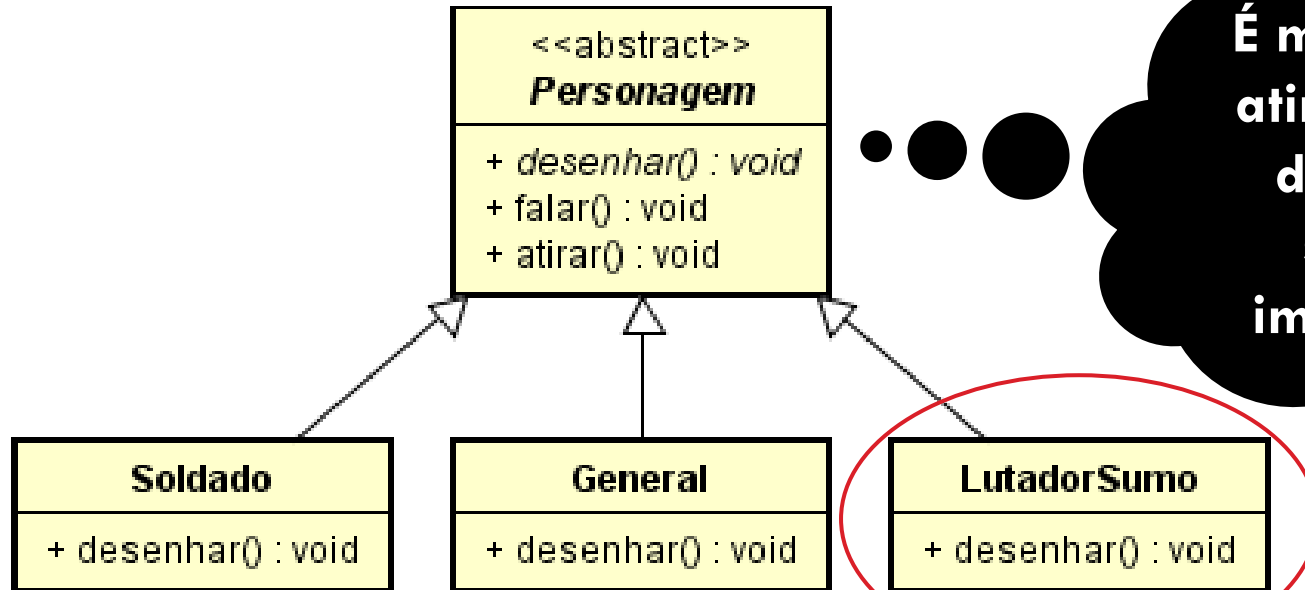 <<abstract>>
Personagem
+ desenhar() : void
+ falar() : void
+ atirar() : void
É
Soldado
+ desenhar() : void
General
+ desenhar() : void
LutadorSumo
+ desenhar() : void